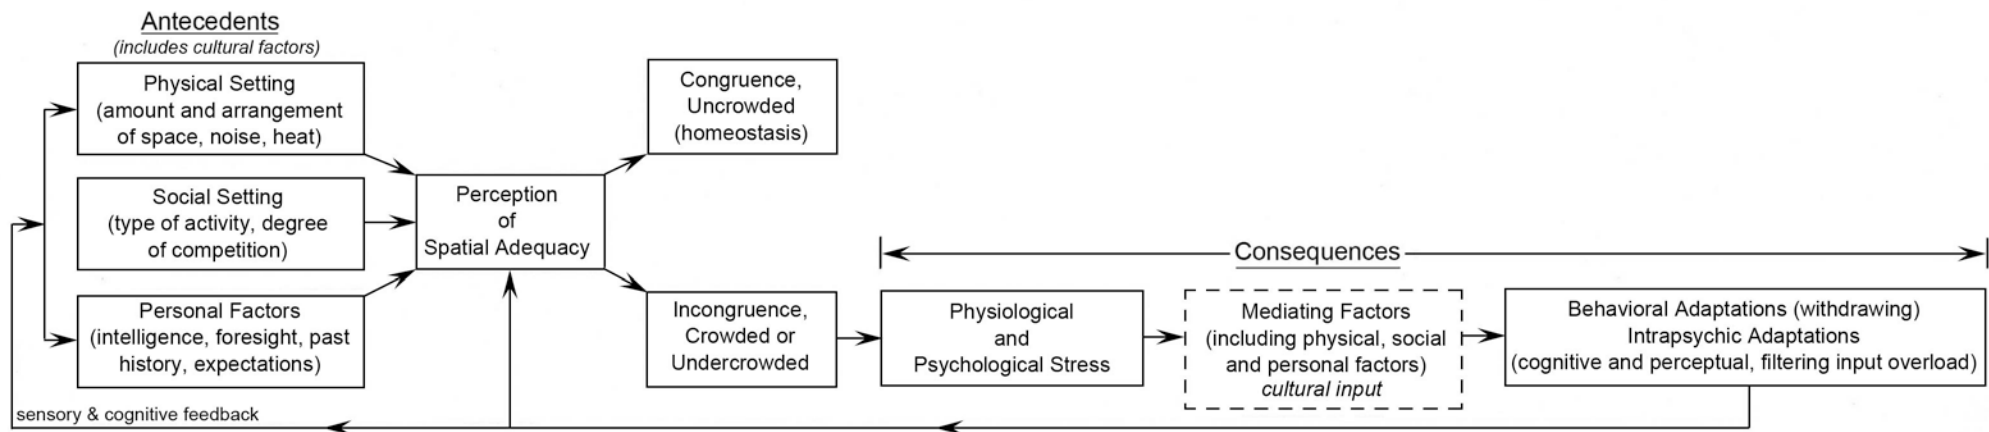 Antecedents
(includes cultural factors)
Physical Setting
(amount and arrangement
of space, noise, heat)
Social Setting
(type of activity, degree
of competition)
Personal Factors
(intelligence, foresight, past
history, expectations)
sensory & cognitive feedback
Perception
of
Spatial Adequacy
Congruence,
Uncrowded
(homeostasis)
Incongruence,
Crowded or
Undercrowded
Consequences
Physiological
and
Psychological Stress
Mediating Factors
(including physical, social
and personal factors)
cultural input
Behavioral Adaptations (withdrawing)
Intrapsychic Adaptations
(cognitive and perceptual, filtering input overload)